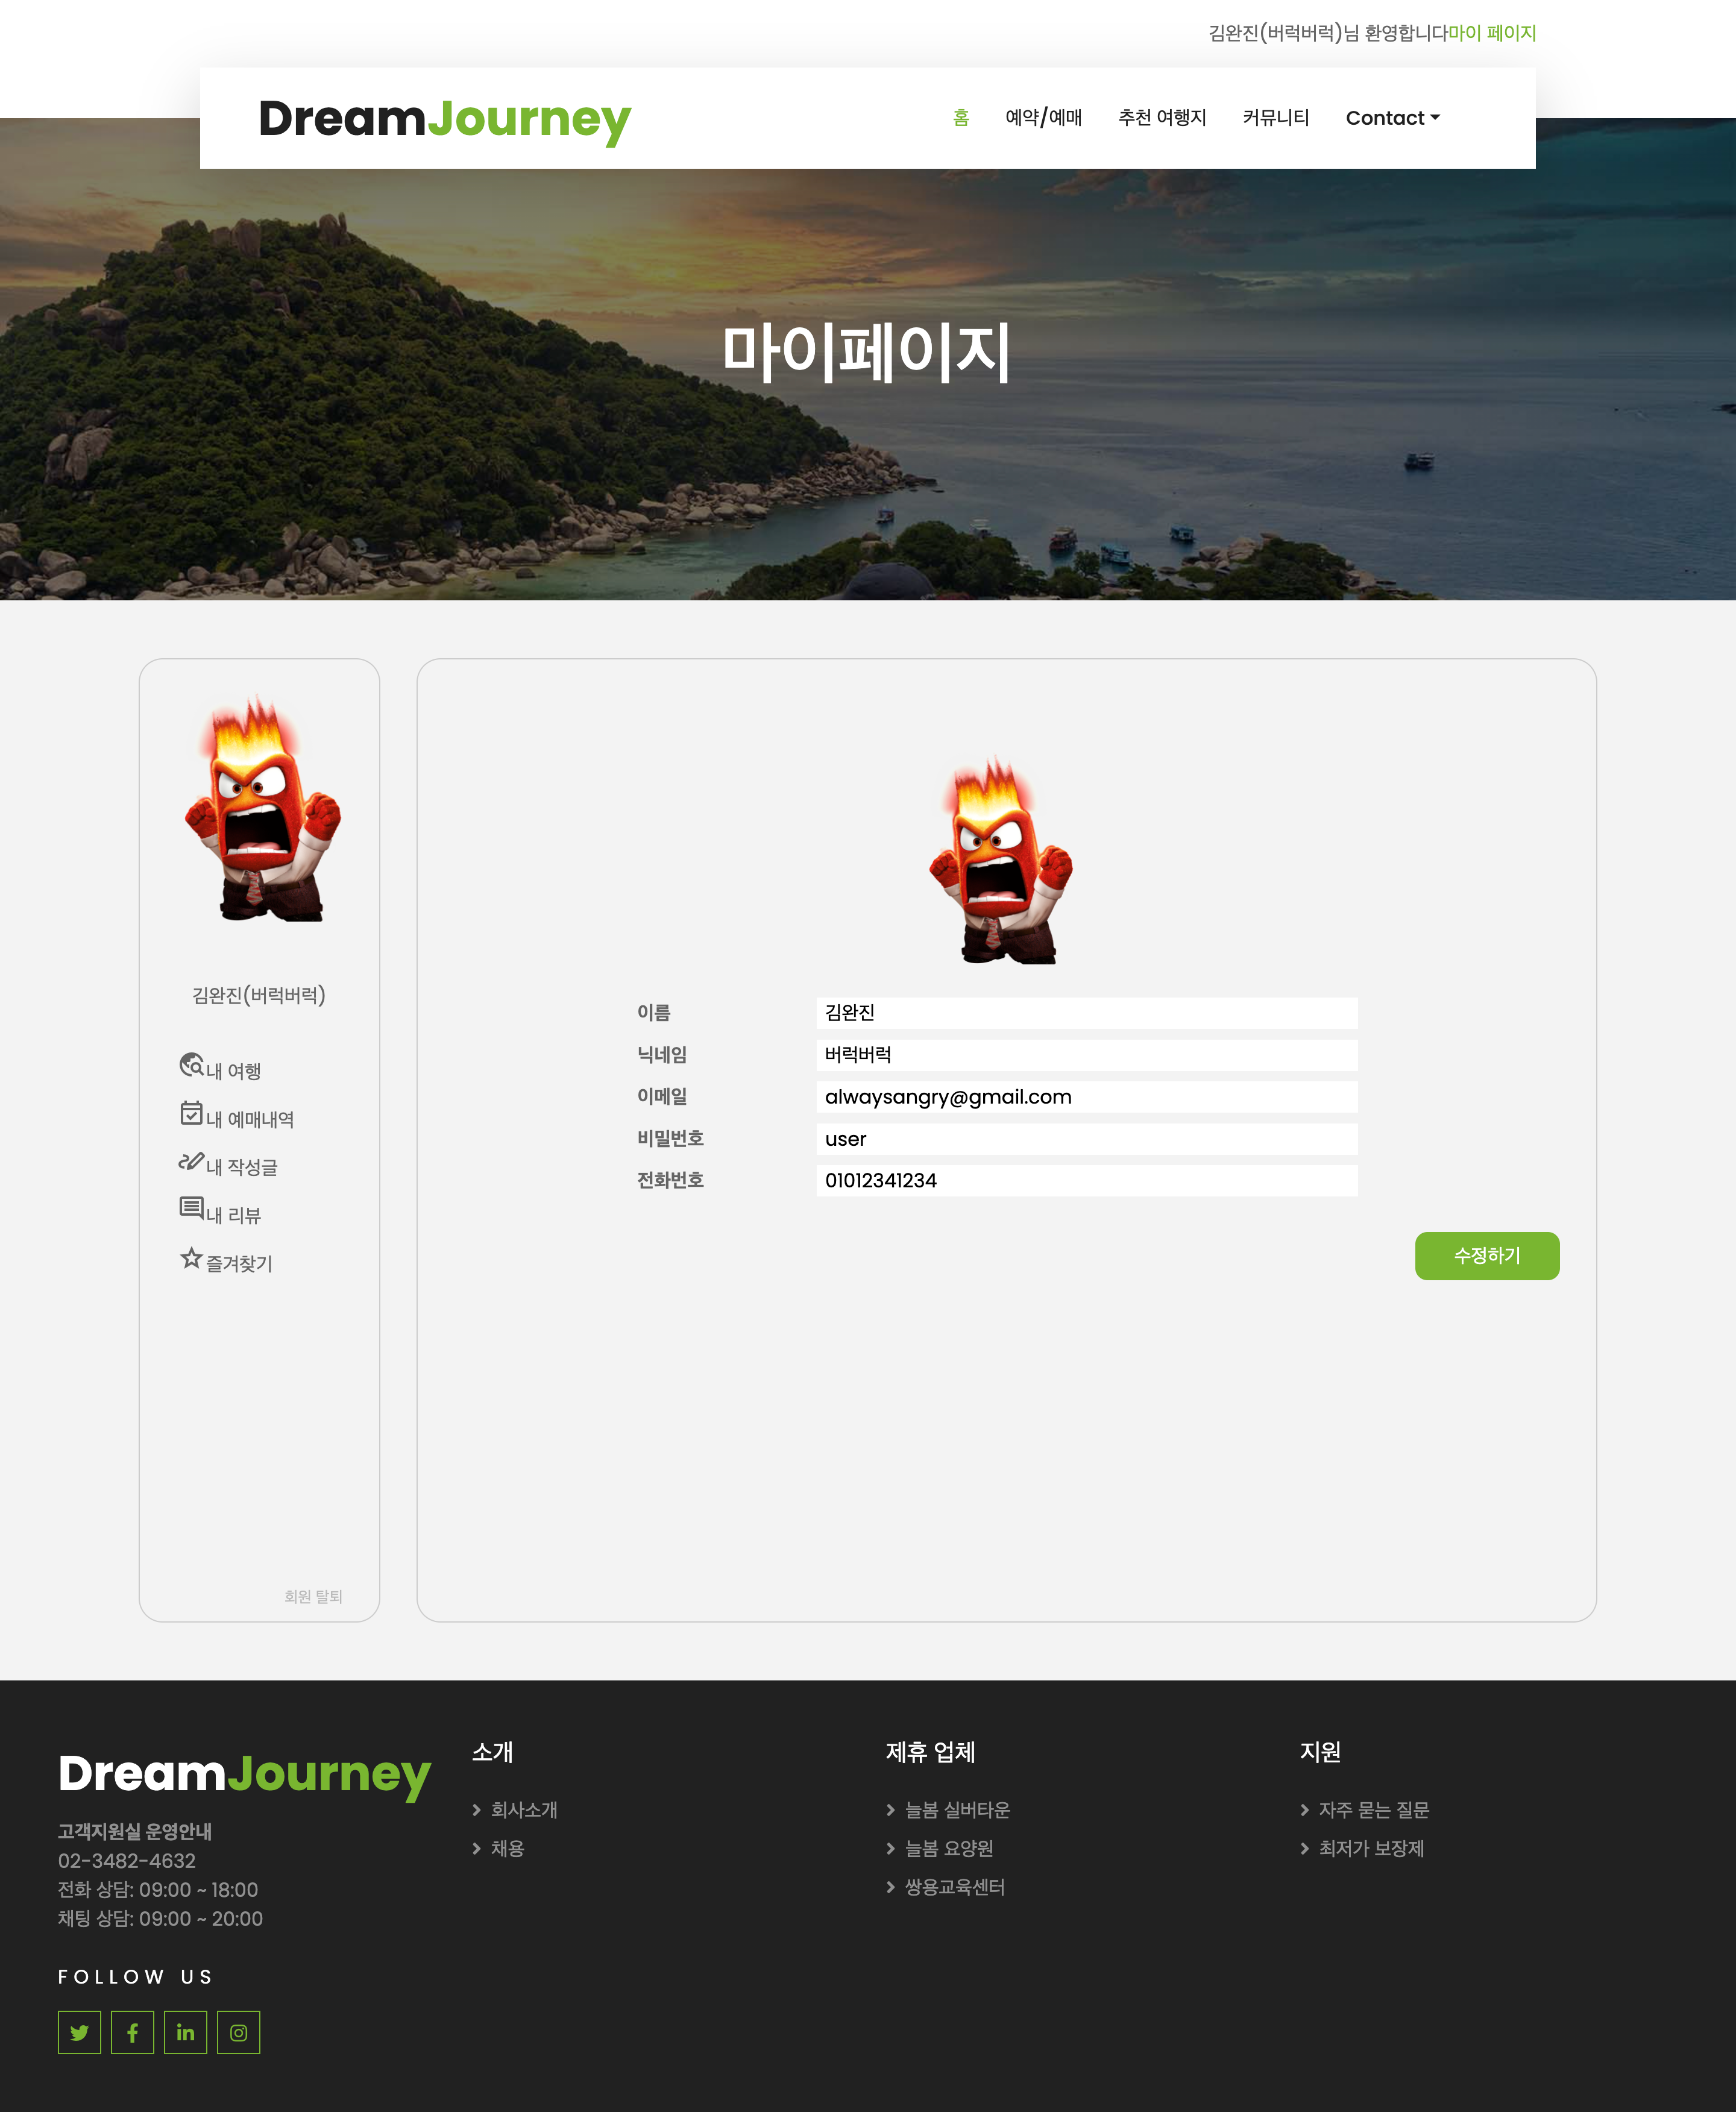 김완진(버럭버럭)님 환영합니다마이 페이지
DreamJourney
홈 예약/예매 추천 여행지 커뮤니티 Contact
마이페이지
김완진(버럭버럭)
내 여행
내 예매내역
내 작성글
내 리뷰
즐겨찾기
회원 탈퇴
이름 김완진
닉네임 버럭버럭
이메일 alwaysangry@gmail.com
비밀번호 user
전화번호 01012341234
수정하기
DreamJourney
고객지원실 운영안내
02-3482-4632
전화 상담: 09:00 ~ 18:00
채팅 상담: 09:00 ~ 20:00
FOLLOW US
소개
회사소개
채용
제휴 업체
늘봄 실버타운
늘봄 요양원
쌍용교육센터
지원
자주 묻는 질문
최저가 보장제